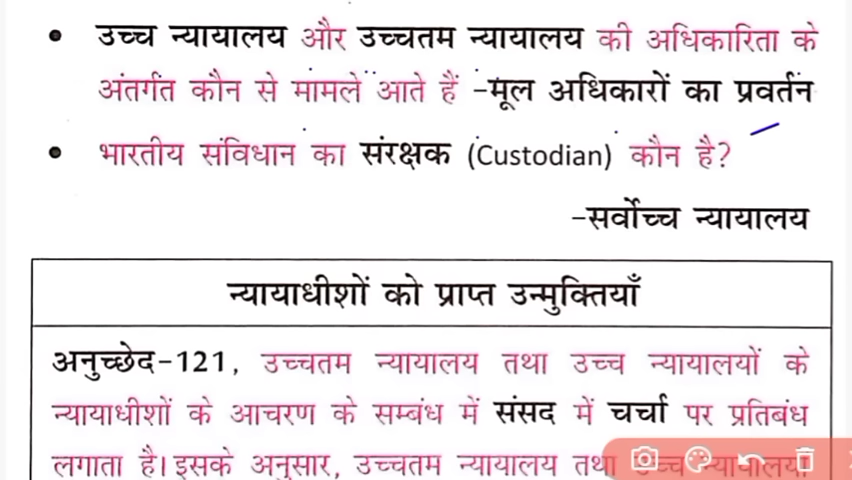 • उच्च न्यायालय और उच्चतम न्यायालय की अधिकारिता के
अंतर्गत कौन से मामले आते हैं -मूल अधिकारों का प्रवर्तन
• भारतीय संविधान का संरक्षक (Custodian) कौन है?
-सर्वोच्च न्यायालय
न्यायाधीशों को प्राप्त उन्मुक्तियाँ
अनुच्छेद-121, उच्चतम न्यायालय तथा उच्च न्यायालयों के
न्यायाधीशों के आचरण के सम्बंध में संसद में चर्चा पर प्रतिबंध
लगाता है। इसके अनुसार, उच्चतम न्यायालय तथा उच्च न्यायालयों